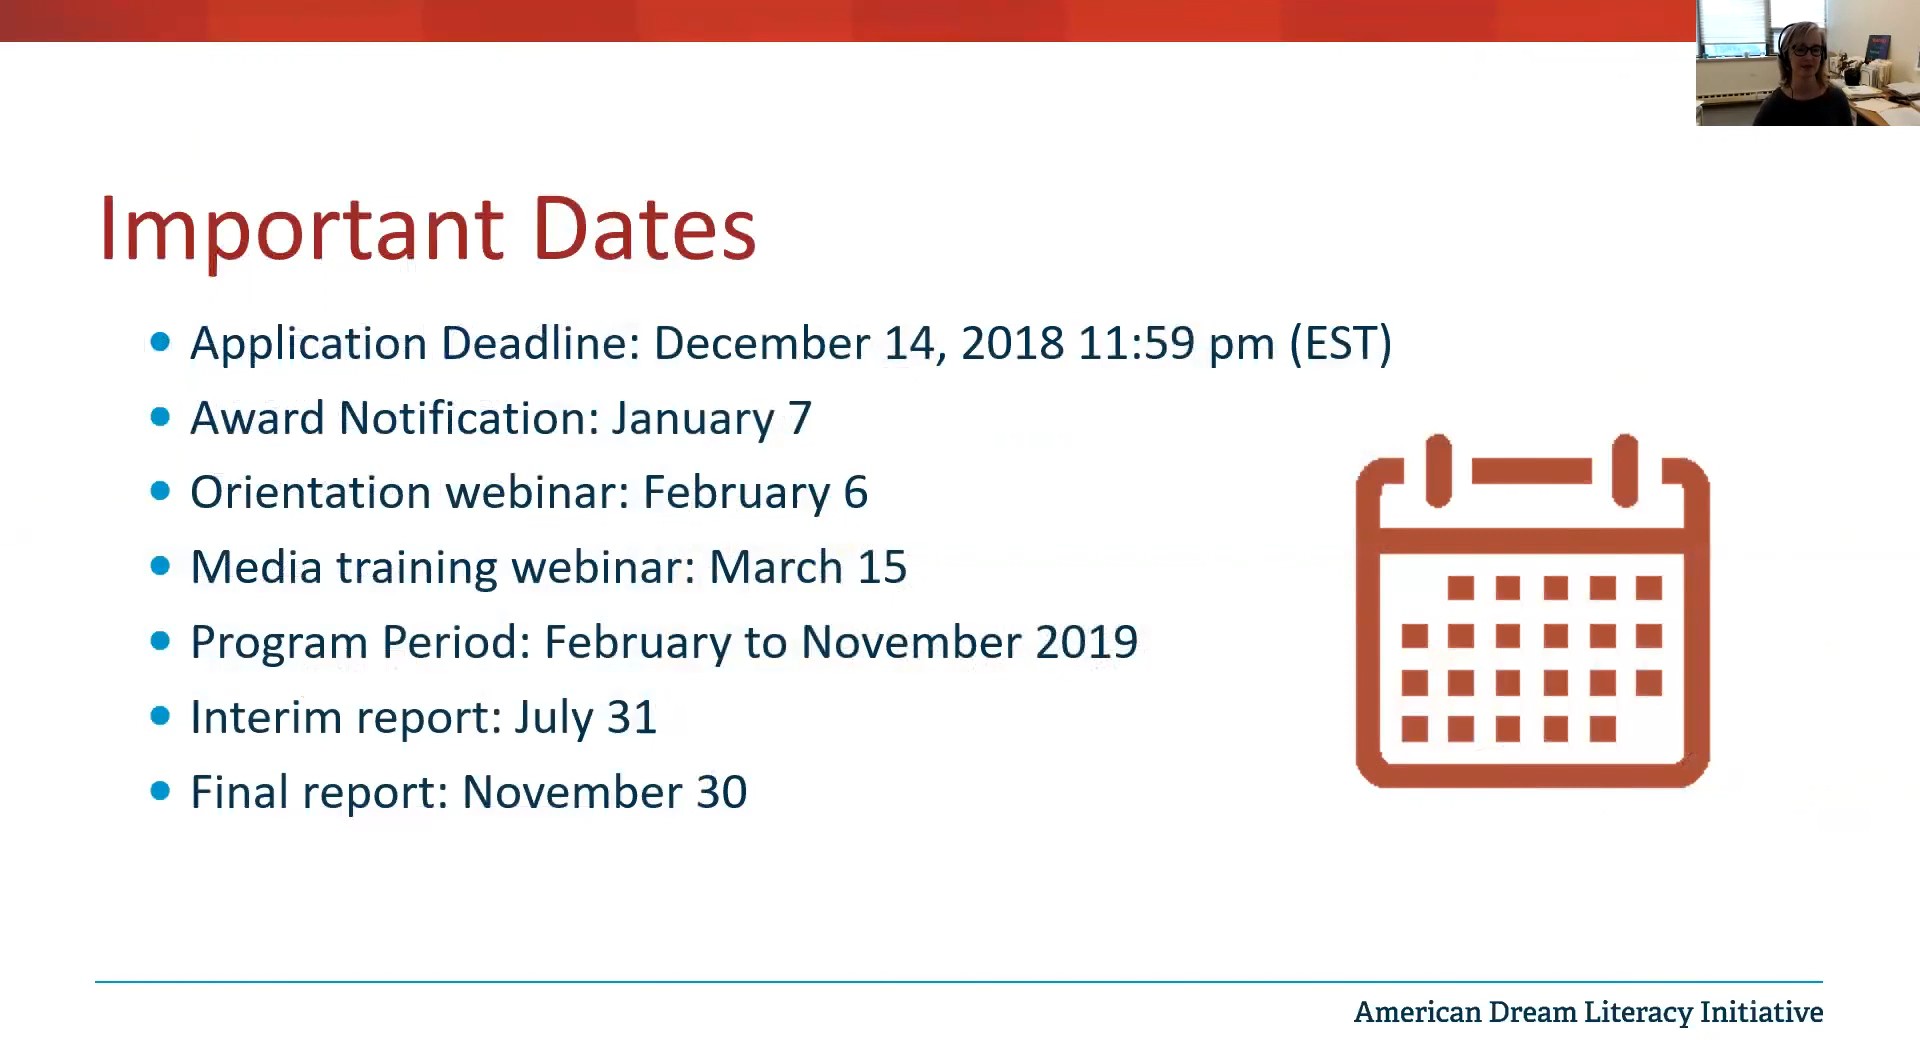 Important Dates
Application Deadline: December 14, 2018 11:59 pm (EST)
Award Notification: January 7
Orientation webinar: February 6
Media training webinar: March 15
Program Period: February to November 2019
Interim report: July 31
Final report: November 30
American Dream Literacy Initiative